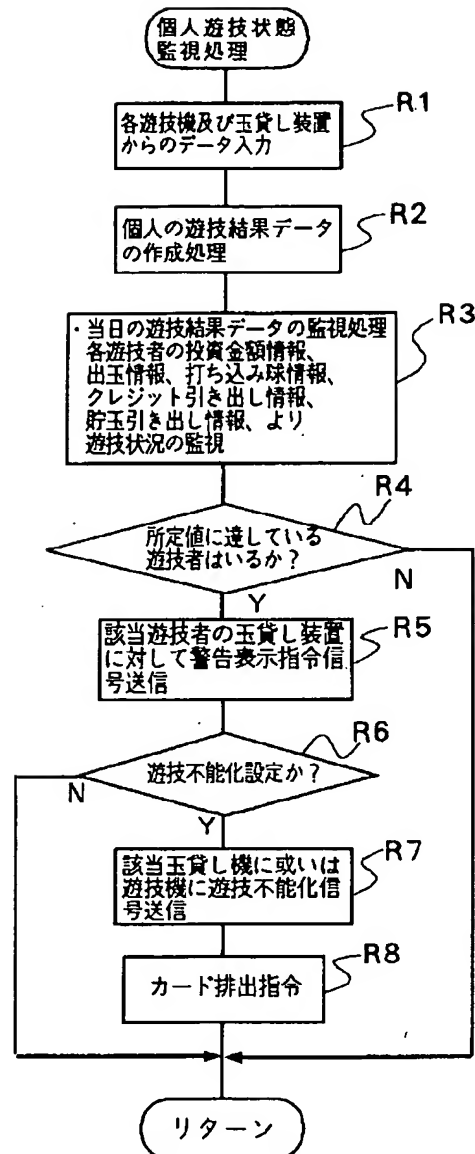 個人遊技状態
監視処理
R1
各遊技機及び玉貸し装置
からのデータ入力
R2
個人の遊技結果データ
の作成処理
R3
・当日の遊技結果データの監視処理
各遊技者の投資金額情報、
出玉情報、打ち込み球情報、
クレジット引き出し情報、
貯玉引き出し情報、より
遊技状況の監視
R4
所定値に達している
遊技者はいるか？
N
Y
R5
該当遊技者の玉貸し装置
に対して警告表示指令信
号送信
R6
遊技不能化設定か？
N
Y
R7
該当玉貸し機に或いは
遊技機に遊技不能化信
号送信
R8
カード排出指令
リターン